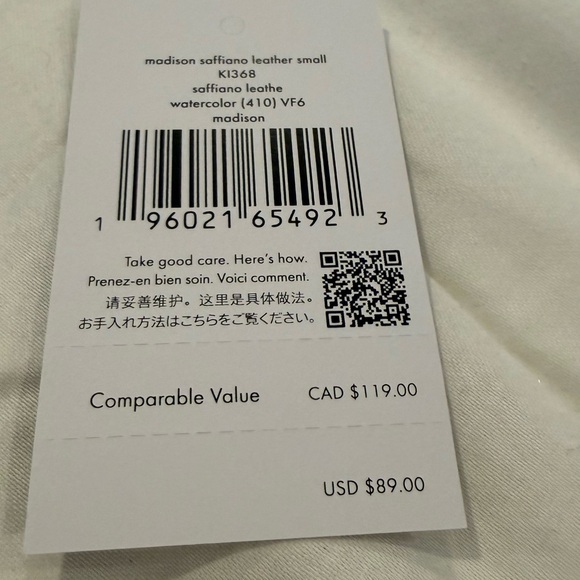 madison saffiano leather small
KI368
saffiano leathe
watercolor (410) VF6
madison
1 96021 65492 3
Take good care. Here's how.
Prenez-en bien soin. Voici comment.
请妥善维护。这里是具体做法。
お手入れ方法はこちらをご覧ください。
Comparable Value CAD $119.00
USD $89.00